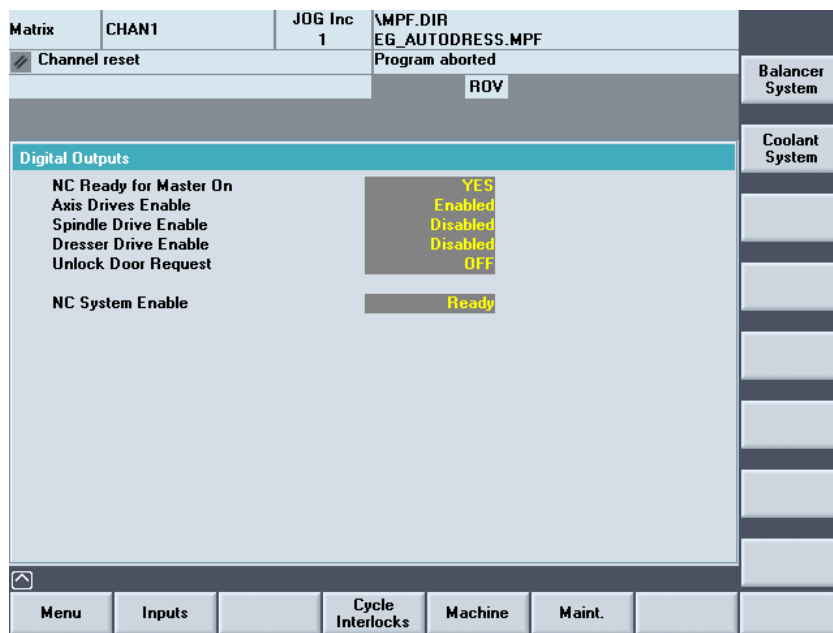 Matrix CHAN1 JOG Inc \MPF.DIR
1 EG_AUTODRESS.MPF
Channel reset Program aborted
ROV
Balancer
System
Coolant
System
Digital Outputs
NC Ready for Master On YES
Axis Drives Enable Enabled
Spindle Drive Enable Disabled
Dresser Drive Enable Disabled
Unlock Door Request OFF
NC System Enable Ready
Menu Inputs Cycle Interlocks Machine Maint.